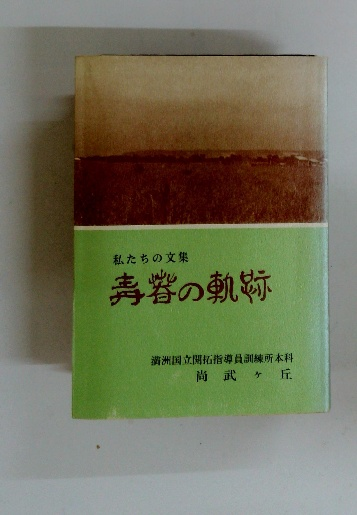 私たちの文集
青春の軌跡
満洲国立開拓指導員訓練所本科
尚武ヶ丘